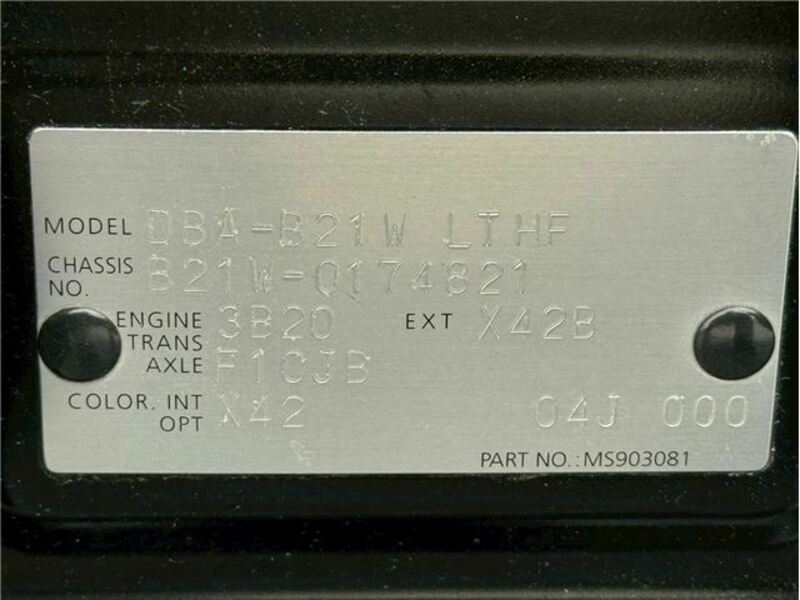 MODEL DBA-B21W LTHF
CHASSIS NO. B21W-0174821
ENGINE 3B20 EXT X42B
TRANS AXLE F1CJB
COLOR. INT OPT X42 04J 000
PART NO.: MS903081